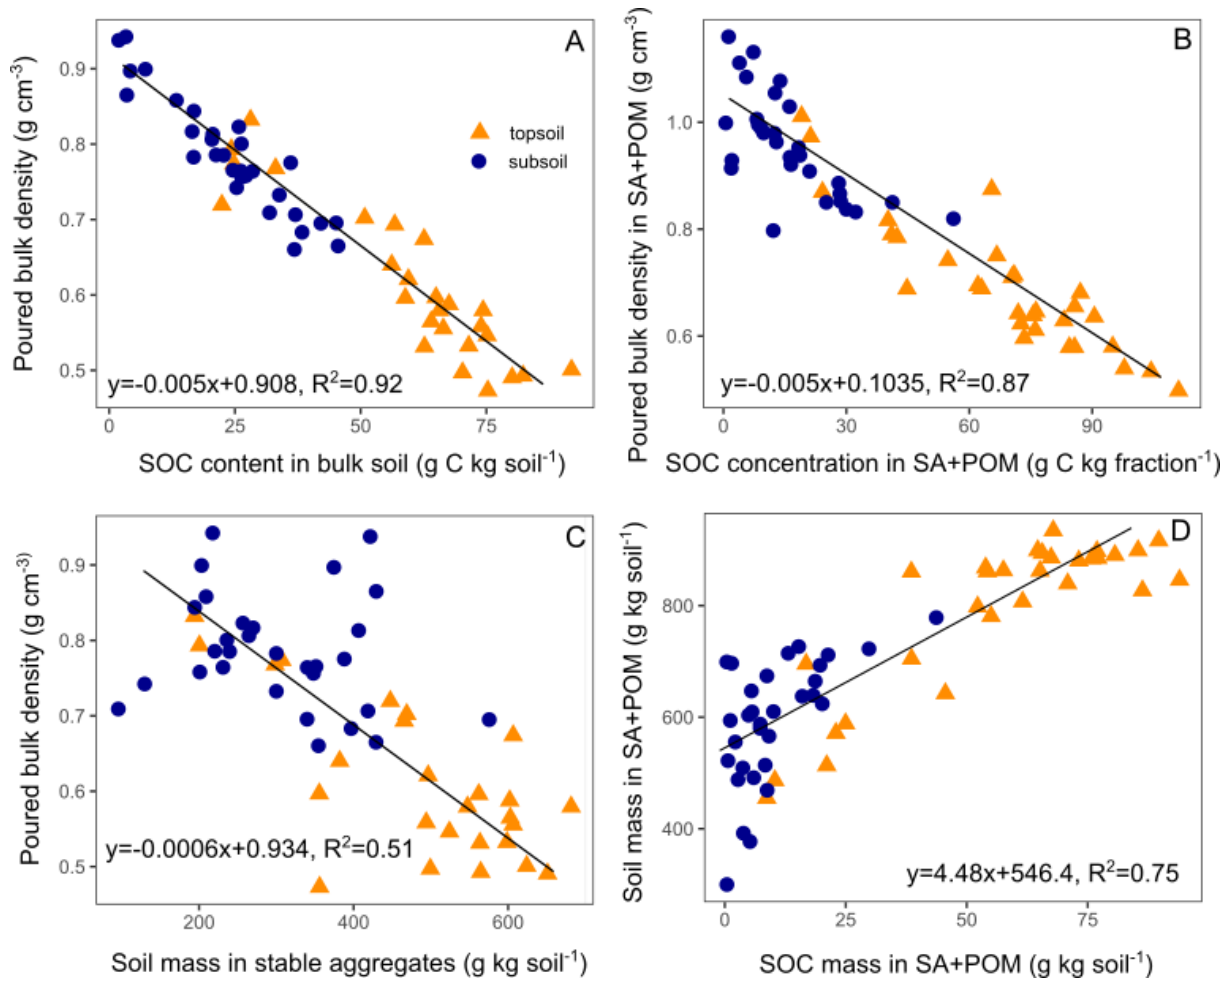 A
Poured bulk density (g cm⁻³)
0.9
0.8
0.7
0.6
0.5
topsoil
subsoil
y=-0.005x+0.908, R²=0.92
0
25
50
75
SOC content in bulk soil (g C kg soil⁻¹)
B
Poured bulk density in SA+POM (g cm⁻³)
1.0
0.8
0.6
y=-0.005x+0.1035, R²=0.87
0
30
60
90
SOC concentration in SA+POM (g C kg fraction⁻¹)
C
Poured bulk density (g cm⁻³⁾
0.9
0.8
0.7
0.6
0.5
y=-0.0006x+0.934, R²=0.51
200
400
600
Soil mass in stable aggregates (g kg soil⁻¹)
D
Soil mass in SA+POM (g kg soil⁻¹)
800
600
400
y=4.48x+546.4, R²=0.75
0
25
50
75
SOC mass in SA+POM (g kg soil⁻¹)